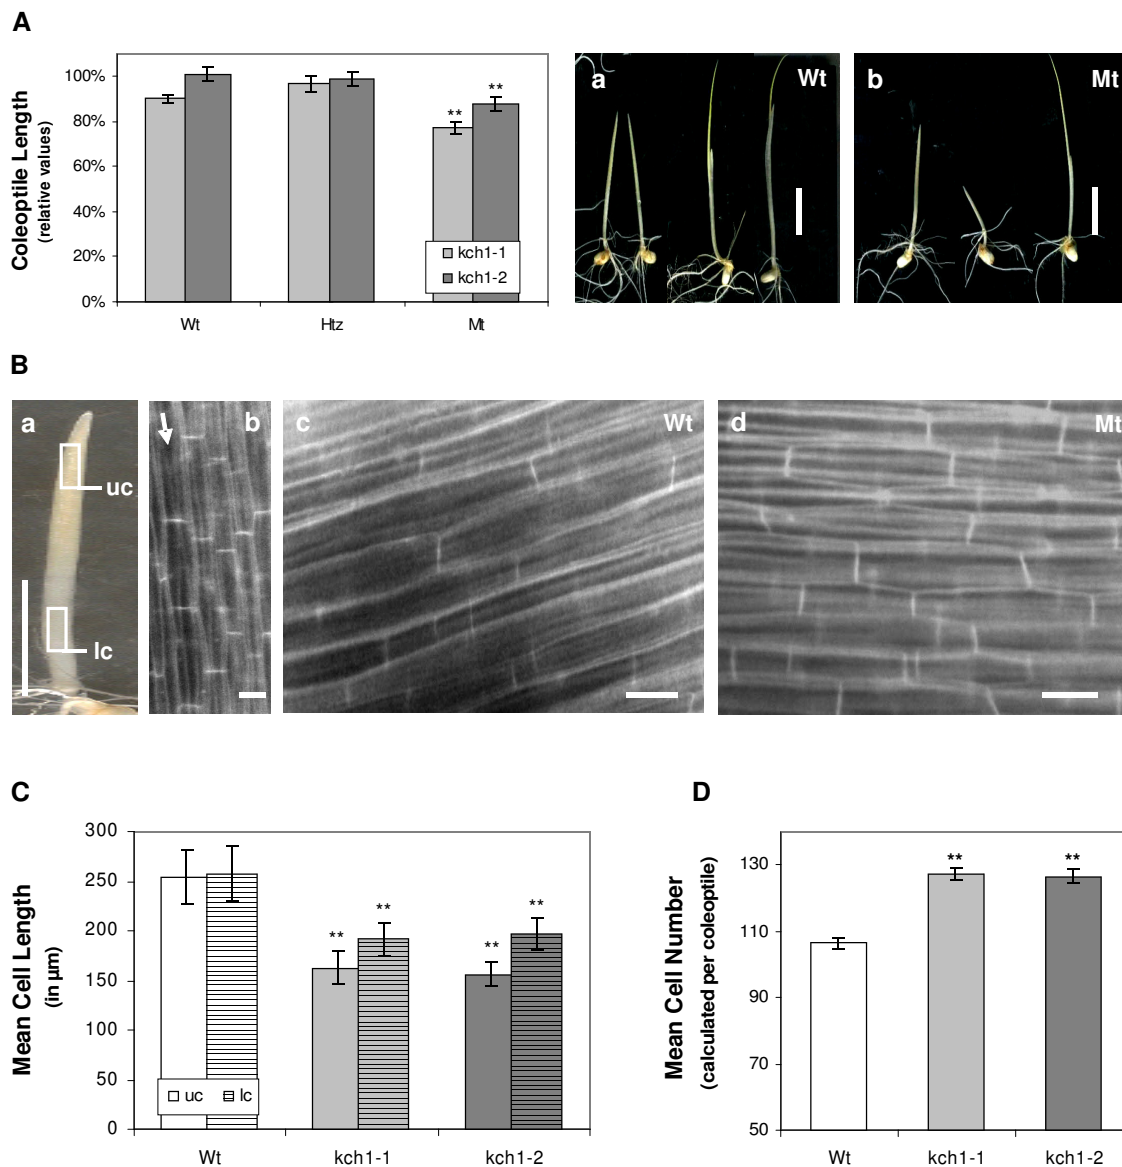 A
Coleoptile Length
(relative values)
100%
80%
60%
40%
20%
0%
**
**
kch1-1
kch1-2
Wt
Htz
Mt
a
Wt
b
Mt
B
a
uc
lc
b
c
Wt
d
Mt
C
Mean Cell Length
(in µm)
300
250
200
150
100
50
0
**
**
**
**
uc
lc
Wt
kch1-1
kch1-2
D
Mean Cell Number
(calculated per coleoptile)
130
110
90
70
50
**
**
Wt
kch1-1
kch1-2